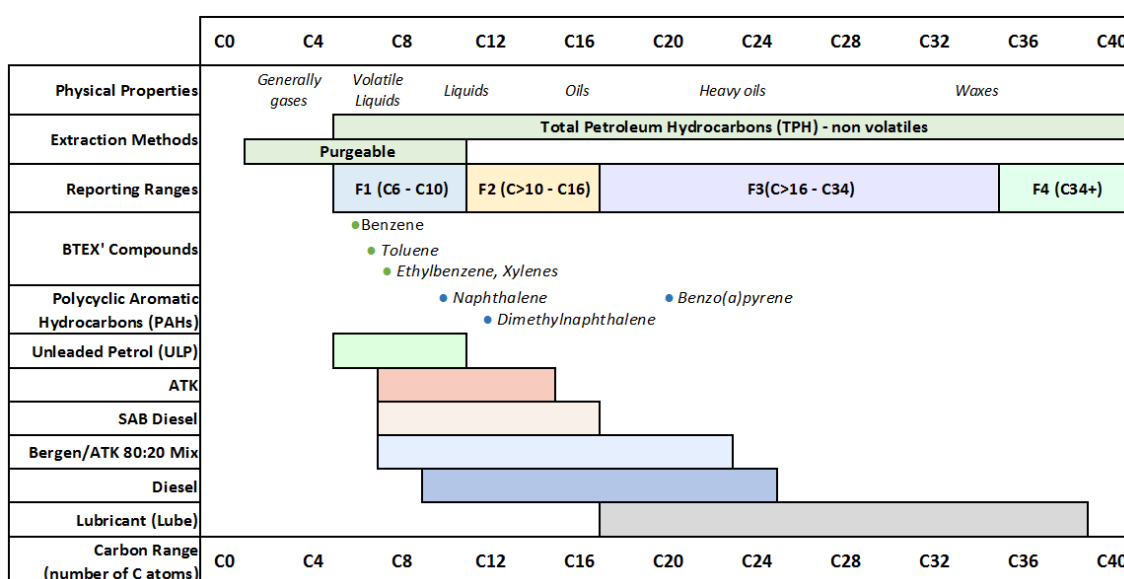 C0 C4 C8 C12 C16 C20 C24 C28 C32 C36 C40
Physical Properties
Generally
gases
Volatile
Liquids
Liquids
Oils
Heavy oils
Waxes
Extraction Methods
Total Petroleum Hydrocarbons (TPH) - non volatiles
Purgeable
Reporting Ranges
F1 (C6 - C10)
F2 (C>10 - C16)
F3(C>16 - C34)
F4 (C34+)
BTEX' Compounds
Benzene
Toluene
Ethylbenzene, Xylenes
Polycyclic Aromatic
Hydrocarbons (PAHs)
Naphthalene
Benzo(a)pyrene
Dimethylnaphthalene
Unleaded Petrol (ULP)
ATK
SAB Diesel
Bergen/ATK 80:20 Mix
Diesel
Lubricant (Lube)
Carbon Range
(number of C atoms)
C0 C4 C8 C12 C16 C20 C24 C28 C32 C36 C40